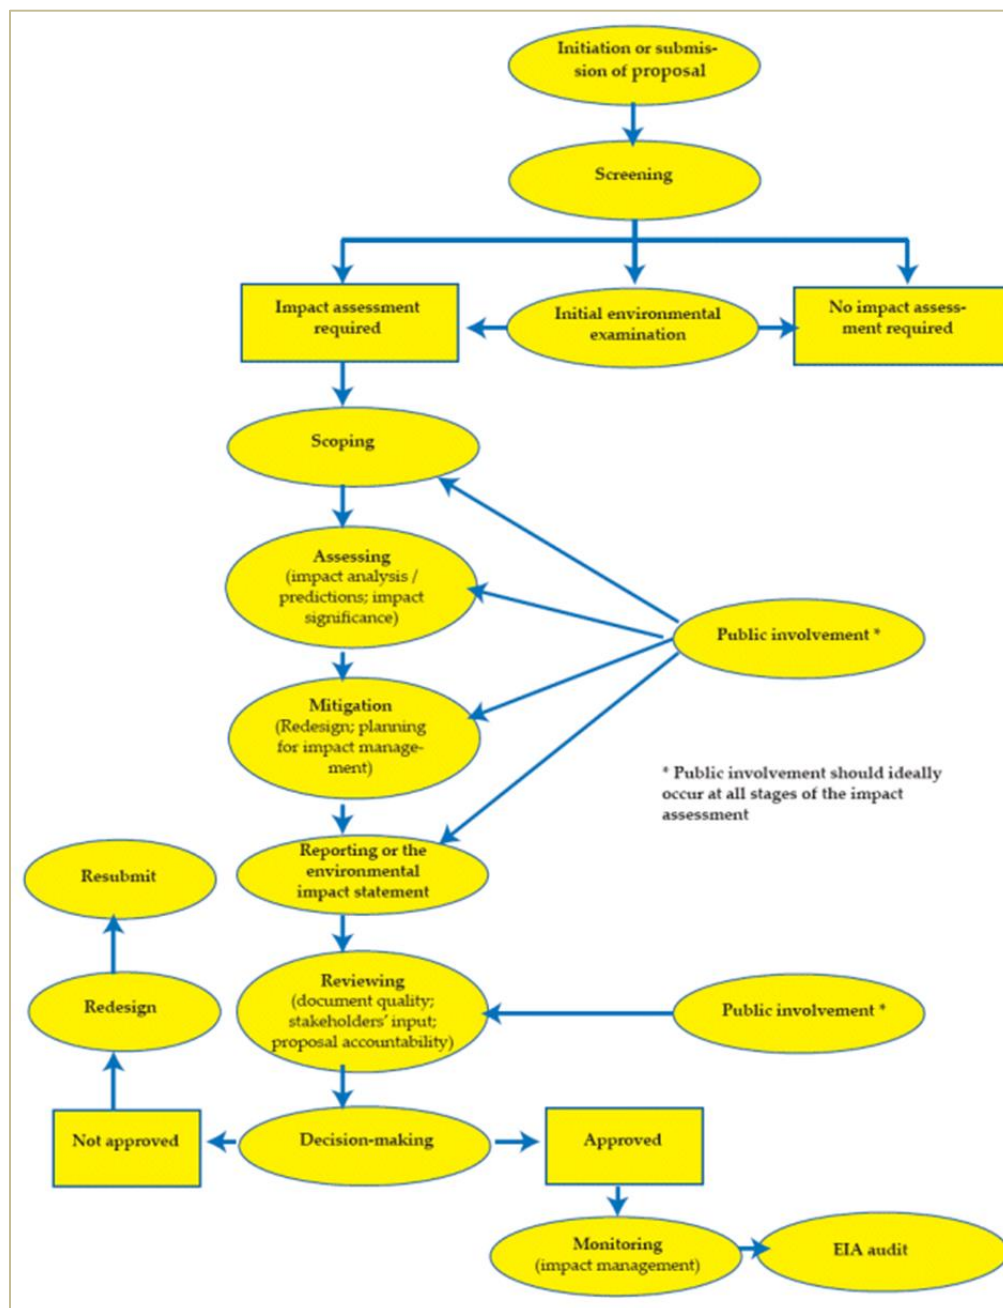 Initiation or submis-
sion of proposal
Screening
Impact assessment
required
Initial environmental
examination
No impact assess-
ment required
Scoping
Assessing
(impact analysis /
predictions; impact
significance)
Public involvement *
Mitigation
(Redesign; planning
for impact manage-
ment)
* Public involvement should ideally
occur at all stages of the impact
assessment
Reporting or the
environmental
impact statement
Resubmit
Reviewing
(document quality;
stakeholders' input;
proposal accountability)
Redesign
Public involvement *
Not approved
Decision-making
Approved
Monitoring
(impact management)
EIA audit